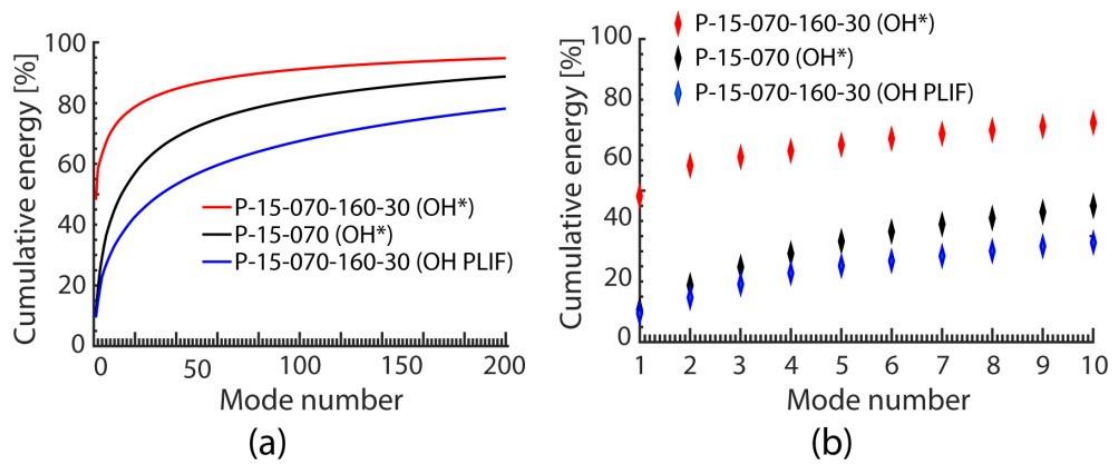 Cumulative energy [%]
100
80
60
40
20
0
P-15-070-160-30 (OH*)
P-15-070 (OH*)
P-15-070-160-30 (OH PLIF)
0 50 100 150 200
Mode number
(a)
P-15-070-160-30 (OH*)
P-15-070 (OH*)
P-15-070-160-30 (OH PLIF)
Cumulative energy [%]
100
80
60
40
20
0
1 2 3 4 5 6 7 8 9 10
Mode number
(b)